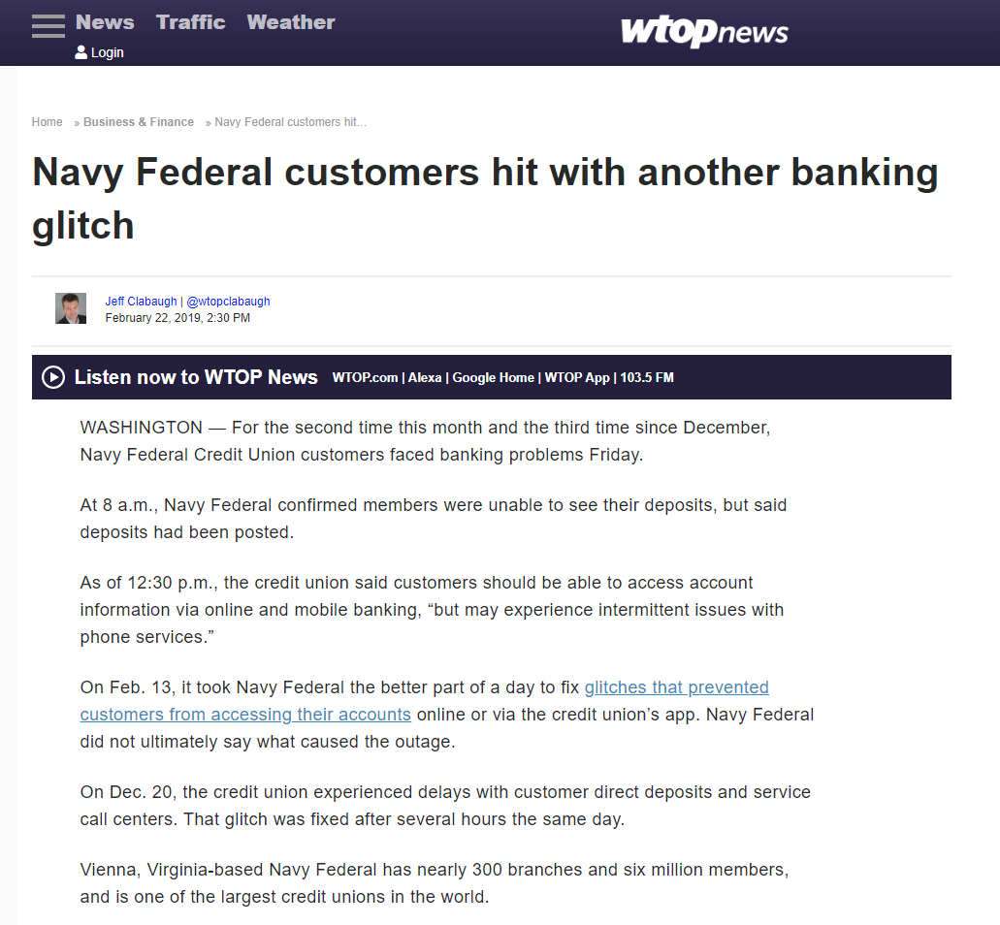 News Traffic Weather
Login
wtopnews
Home » Business & Finance » Navy Federal customers hit...
Navy Federal customers hit with another banking
glitch
Jeff Clabaugh | @wtopclabaugh
February 22, 2019, 2:30 PM
Listen now to WTOP News WTOP.com | Alexa | Google Home | WTOP App | 103.5 FM
WASHINGTON — For the second time this month and the third time since December,
Navy Federal Credit Union customers faced banking problems Friday.
At 8 a.m., Navy Federal confirmed members were unable to see their deposits, but said
deposits had been posted.
As of 12:30 p.m., the credit union said customers should be able to access account
information via online and mobile banking, “but may experience intermittent issues with
phone services.”
On Feb. 13, it took Navy Federal the better part of a day to fix glitches that prevented
customers from accessing their accounts online or via the credit union’s app. Navy Federal
did not ultimately say what caused the outage.
On Dec. 20, the credit union experienced delays with customer direct deposits and service
call centers. That glitch was fixed after several hours the same day.
Vienna, Virginia-based Navy Federal has nearly 300 branches and six million members,
and is one of the largest credit unions in the world.